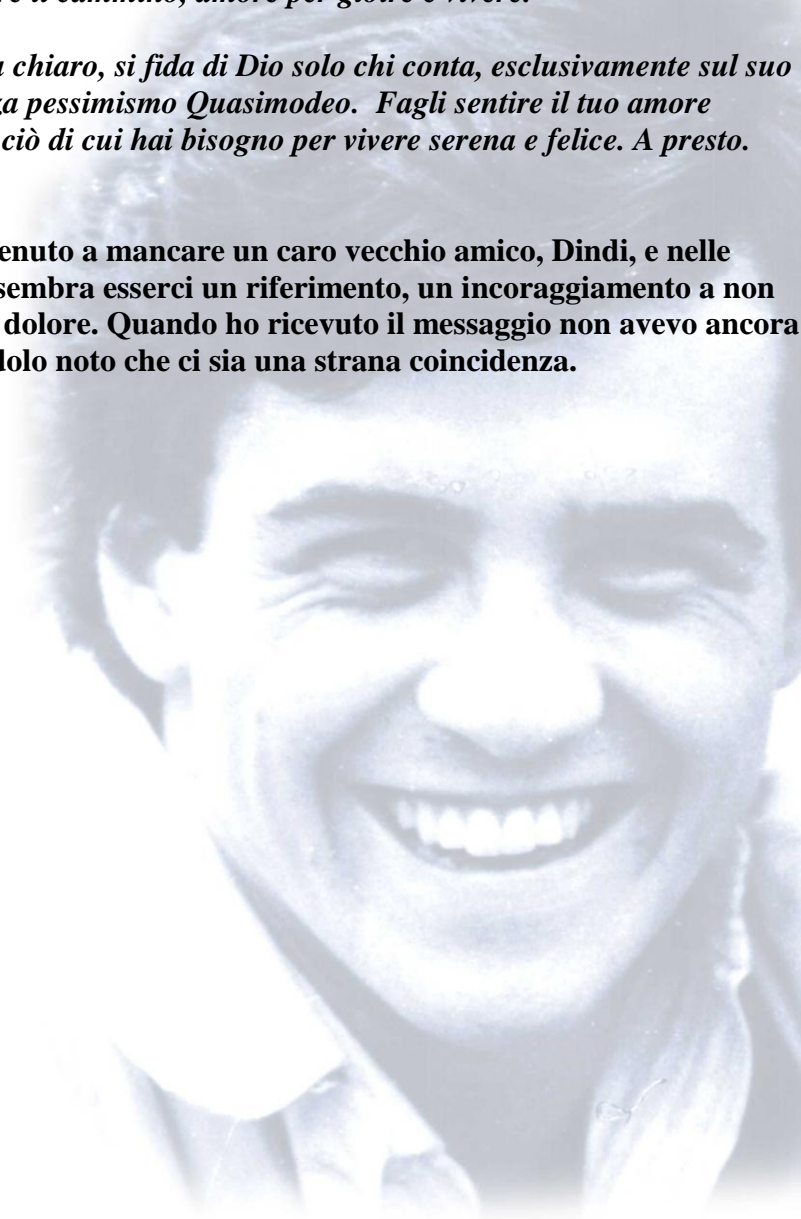 il cammino, amore per gioire e vivere.
chiaro, si fida di Dio solo chi conta, esclusivamente sul suo
pessimismo Quasimodeo. Fagli sentire il tuo amore
ciò di cui hai bisogno per vivere serena e felice. A presto.
enuto a mancare un caro vecchio amico, Dindi, e nelle
sembra esserci un riferimento, un incoraggiamento a non
dolore. Quando ho ricevuto il messaggio non avevo ancora
dolo noto che ci sia una strana coincidenza.